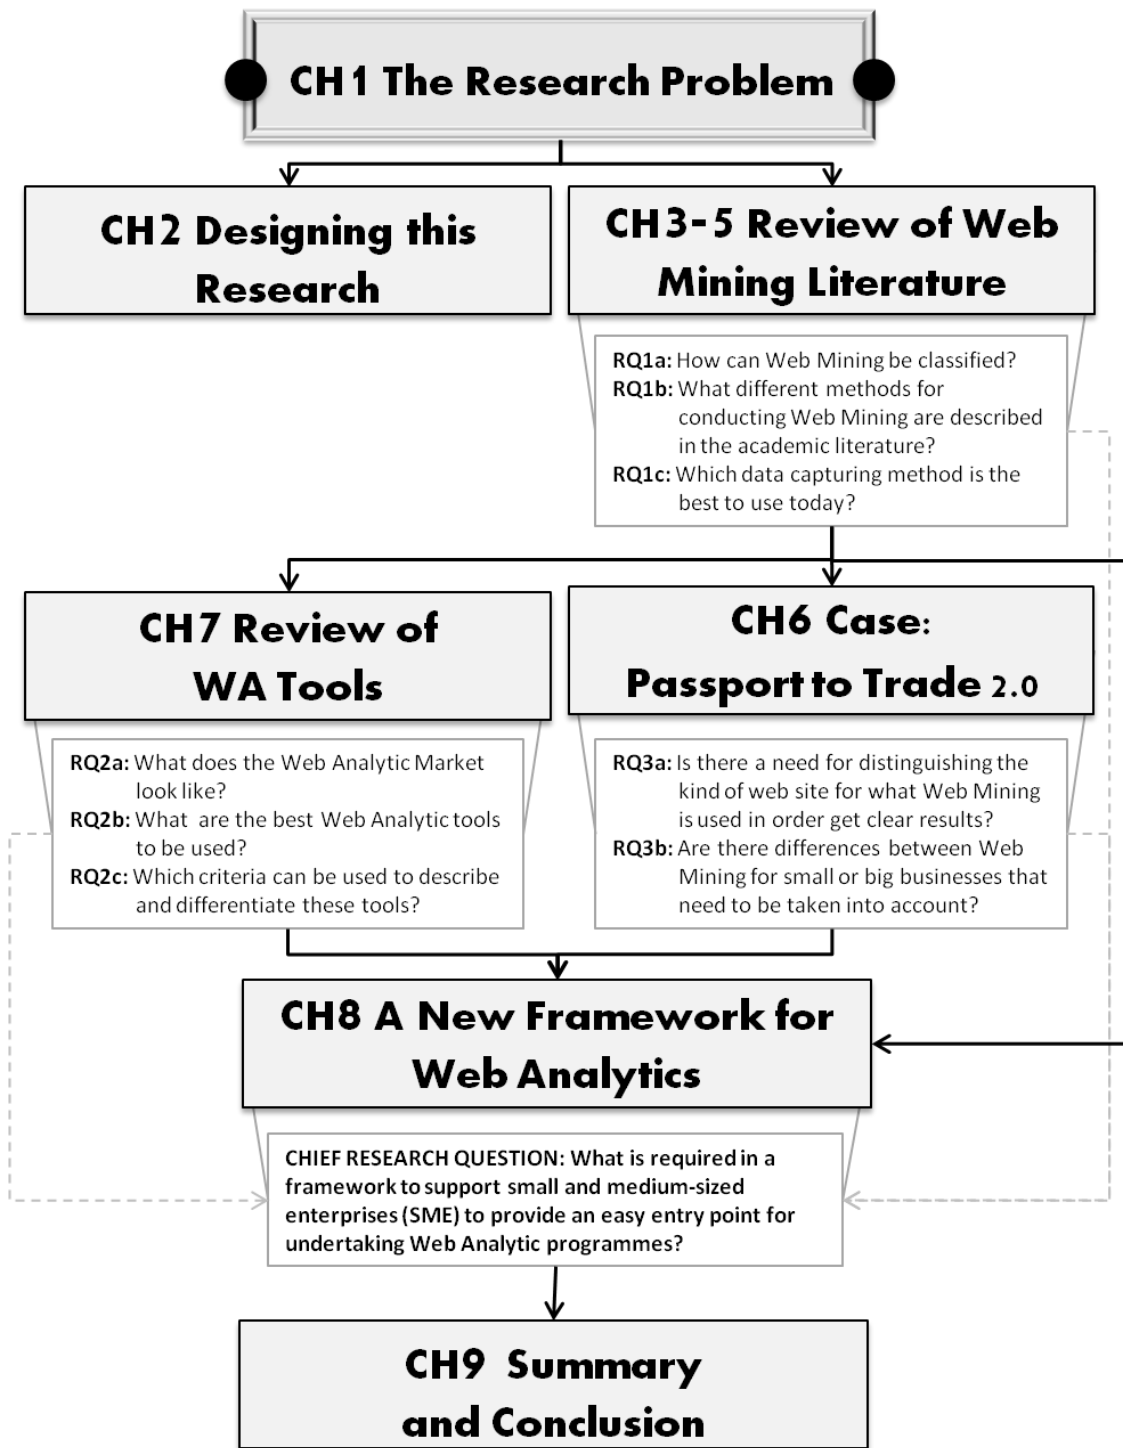 CH1 The Research Problem
CH2 Designing this
Research
CH3-5 Review of Web
Mining Literature
RQ1a: How can Web Mining be classified?
RQ1b: What different methods for
conducting Web Mining are described
in the academic literature?
RQ1c: Which data capturing method is the
best to use today?
CH7 Review of
WA Tools
RQ2a: What does the Web Analytic Market
look like?
RQ2b: What are the best Web Analytic tools
to be used?
RQ2c: Which criteria can be used to describe
and differentiate these tools?
CH6 Case:
Passport to Trade 2.0
RQ3a: Is there a need for distinguishing the
kind of web site for what Web Mining
is used in order get clear results?
RQ3b: Are there differences between Web
Mining for small or big businesses that
need to be taken into account?
CH8 A New Framework for
Web Analytics
CHIEF RESEARCH QUESTION: What is required in a
framework to support small and medium-sized
enterprises (SME) to provide an easy entry point for
undertaking Web Analytic programmes?
CH9 Summary
and Conclusion